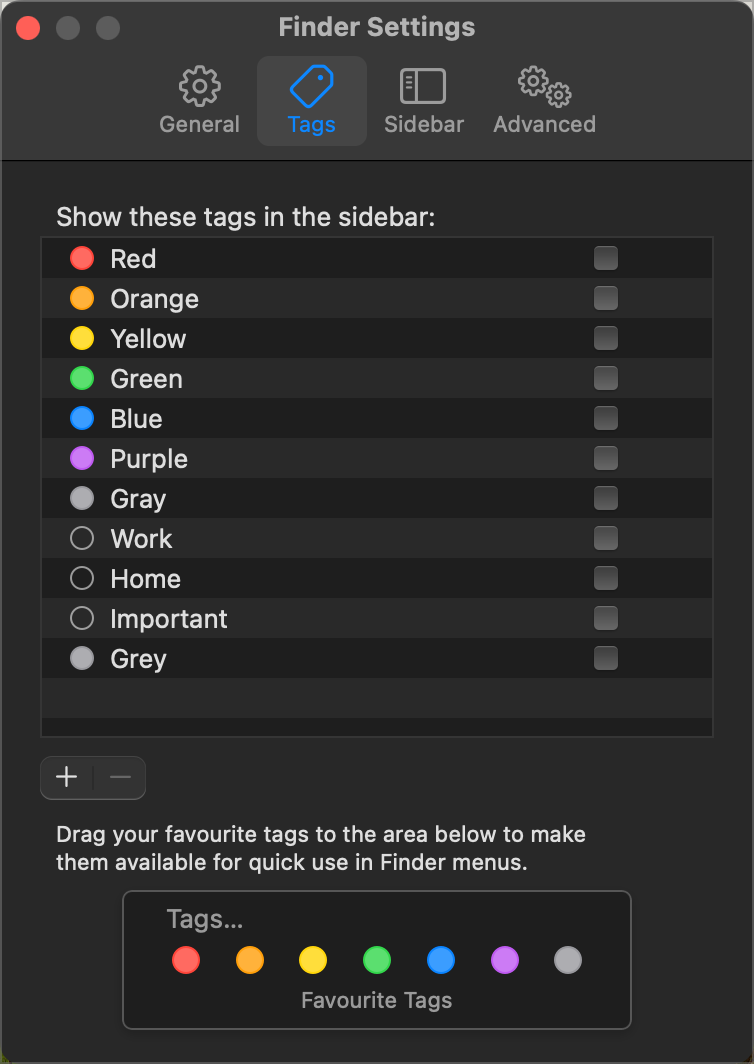 Finder Settings
General Tags Sidebar Advanced
Show these tags in the sidebar:
Red
Orange
Yellow
Green
Blue
Purple
Gray
Work
Home
Important
Grey
Drag your favourite tags to the area below to make
them available for quick use in Finder menus.
Tags...
Favourite Tags